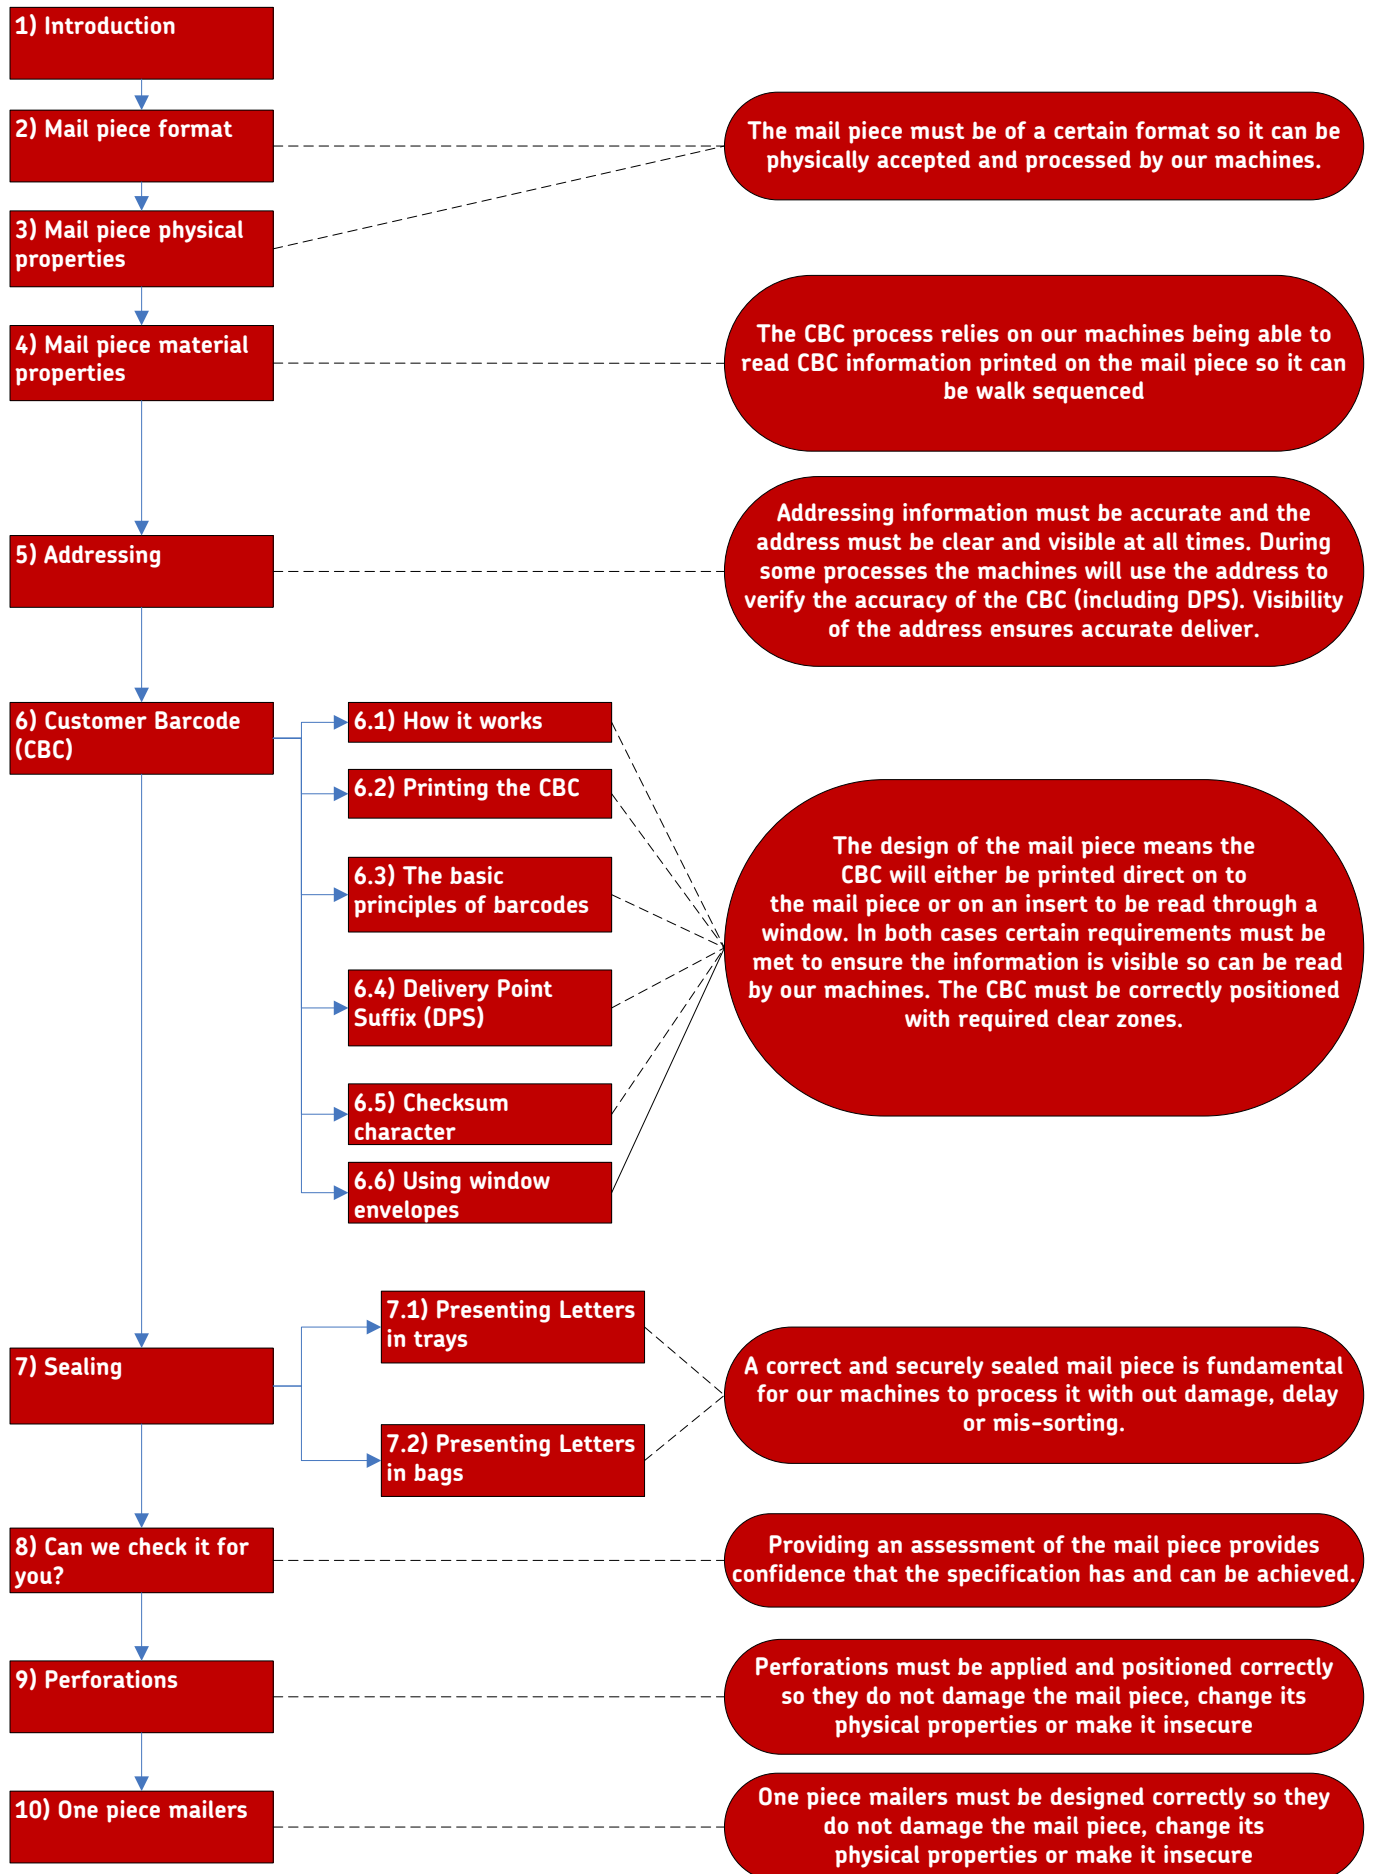 1) Introduction
2) Mail piece format
The mail piece must be of a certain format so it can be
physically accepted and processed by our machines.
3) Mail piece physical
properties
4) Mail piece material
properties
The CBC process relies on our machines being able to
read CBC information printed on the mail piece so it can
be walk sequenced
5) Addressing
Addressing information must be accurate and the
address must be clear and visible at all times. During
some processes the machines will use the address to
verify the accuracy of the CBC (including DPS). Visibility
of the address ensures accurate deliver.
6) Customer Barcode
(CBC)
6.1) How it works
6.2) Printing the CBC
6.3) The basic
principles of barcodes
6.4) Delivery Point
Suffix (DPS)
6.5) Checksum
character
6.6) Using window
envelopes
The design of the mail piece means the
CBC will either be printed direct on to
the mail piece or on an insert to be read through a
window. In both cases certain requirements must be
met to ensure the information is visible so can be read
by our machines. The CBC must be correctly positioned
with required clear zones.
7) Sealing
7.1) Presenting Letters
in trays
7.2) Presenting Letters
in bags
A correct and securely sealed mail piece is fundamental
for our machines to process it with out damage, delay
or mis-sorting.
8) Can we check it for
you?
Providing an assessment of the mail piece provides
confidence that the specification has and can be achieved.
9) Perforations
Perforations must be applied and positioned correctly
so they do not damage the mail piece, change its
physical properties or make it insecure
10) One piece mailers
One piece mailers must be designed correctly so they
do not damage the mail piece, change its
physical properties or make it insecure